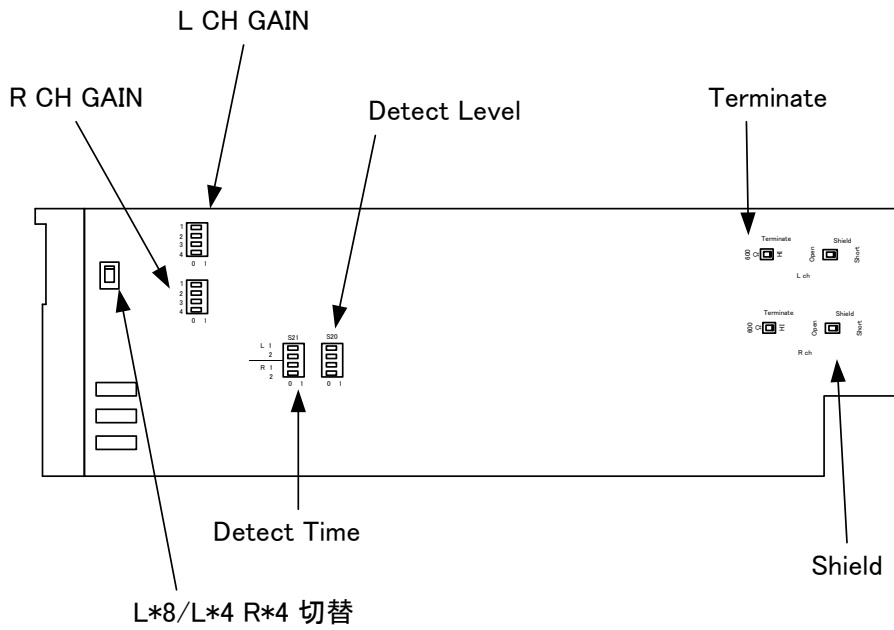 L CH GAIN
R CH GAIN
Detect Level
Terminate
1
2
3
4
0 1
1
2
3
4
0 1
Terminate
600 Ω
HI
Shield
Open
Short
L ch
Terminate
600 Ω
HI
Shield
Open
Short
R ch
S21
L 1
2
R 1
2
0 1
S20
0 1
Detect Time
Shield
L*8/L*4 R*4 切替